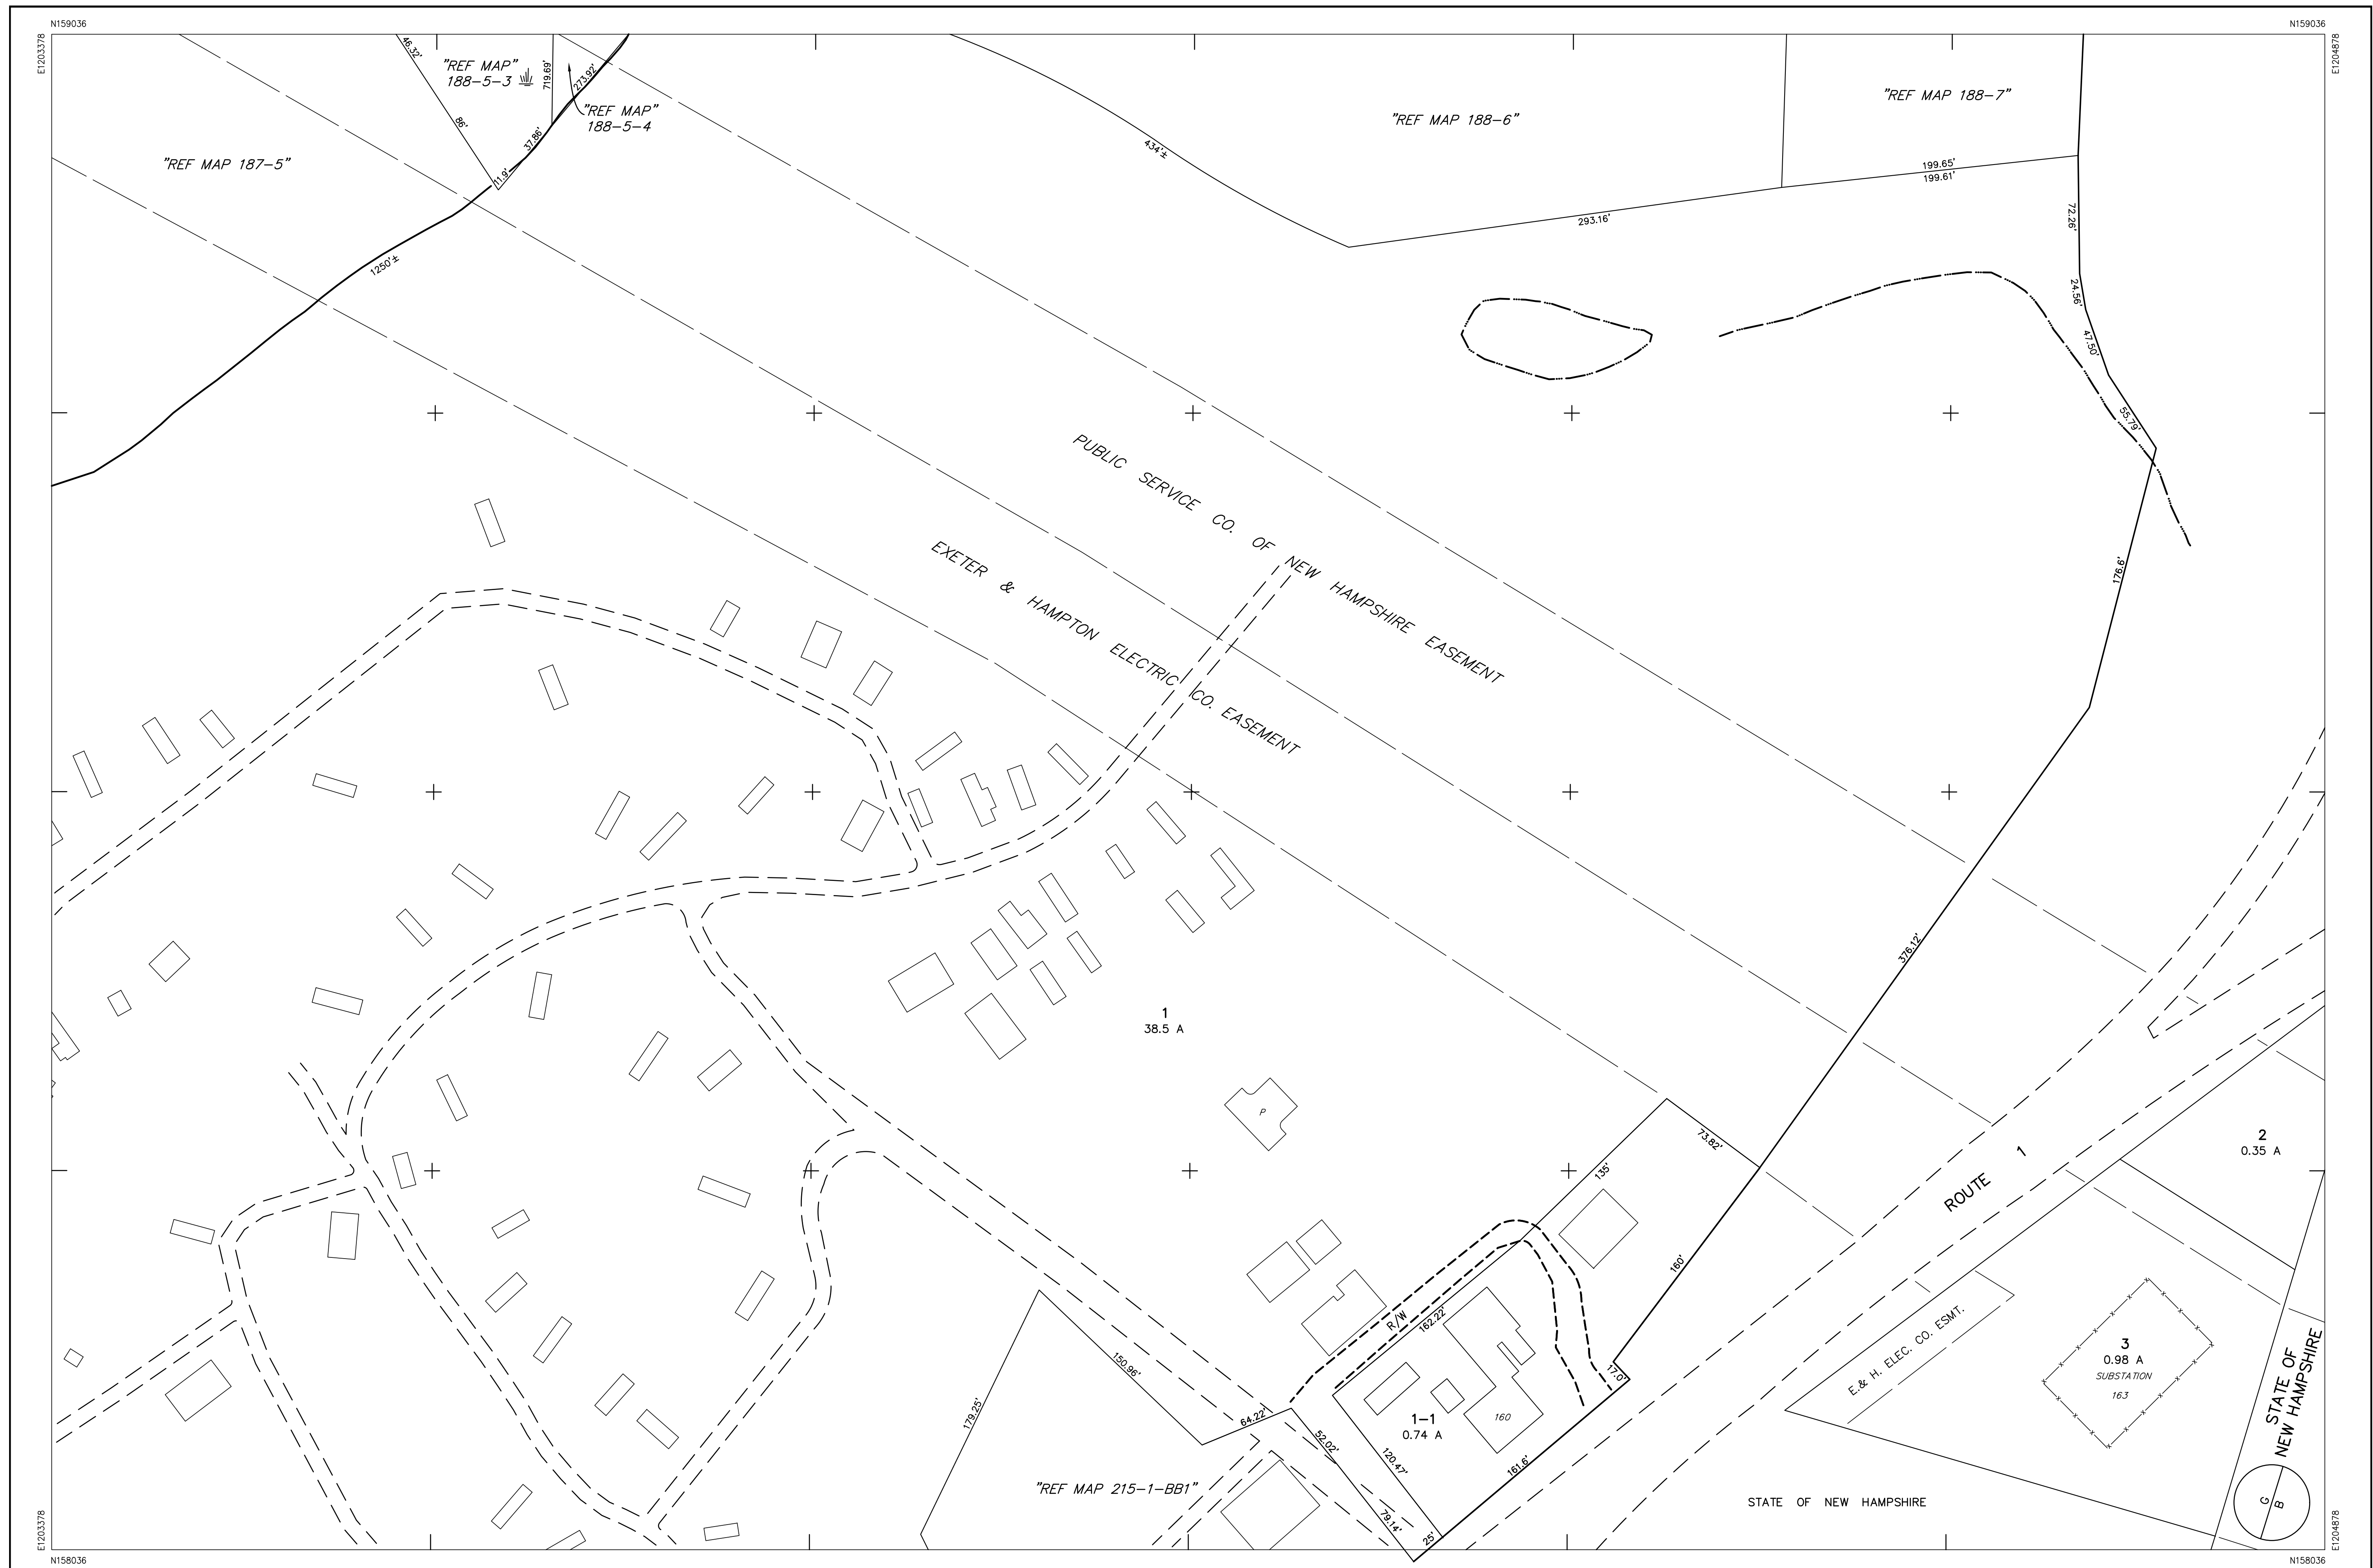 N159036
N159036
E1203378
E1204878
46.32'
"REF MAP"
188-5-3
719.69'
273.92'
"REF MAP"
188-5-4
86'
37.86'
11.9'
"REF MAP 187-5"
1250'±
434'±
"REF MAP 188-6"
"REF MAP 188-7"
199.65'
199.61'
293.16'
72.26'
24.56'
47.50'
55.79'
176.6'
PUBLIC SERVICE CO. OF NEW HAMPSHIRE EASEMENT
EXETER & HAMPTON ELECTRIC CO. EASEMENT
376.12'
1
38.5 A
P
73.82'
135'
160'
ROUTE 1
2
0.35 A
R/W
162.22'
17.0'
160
1-1
0.74 A
120.47'
161.6'
25'
79.14'
52.02'
64.22'
150.96'
179.25'
"REF MAP 215-1-BB1"
E.& H. ELEC. CO. ESMT.
3
0.98 A
SUBSTATION
163
STATE OF
NEW HAMPSHIRE
STATE OF NEW HAMPSHIRE
G
B
E1203378
E1204878
N158036
N158036